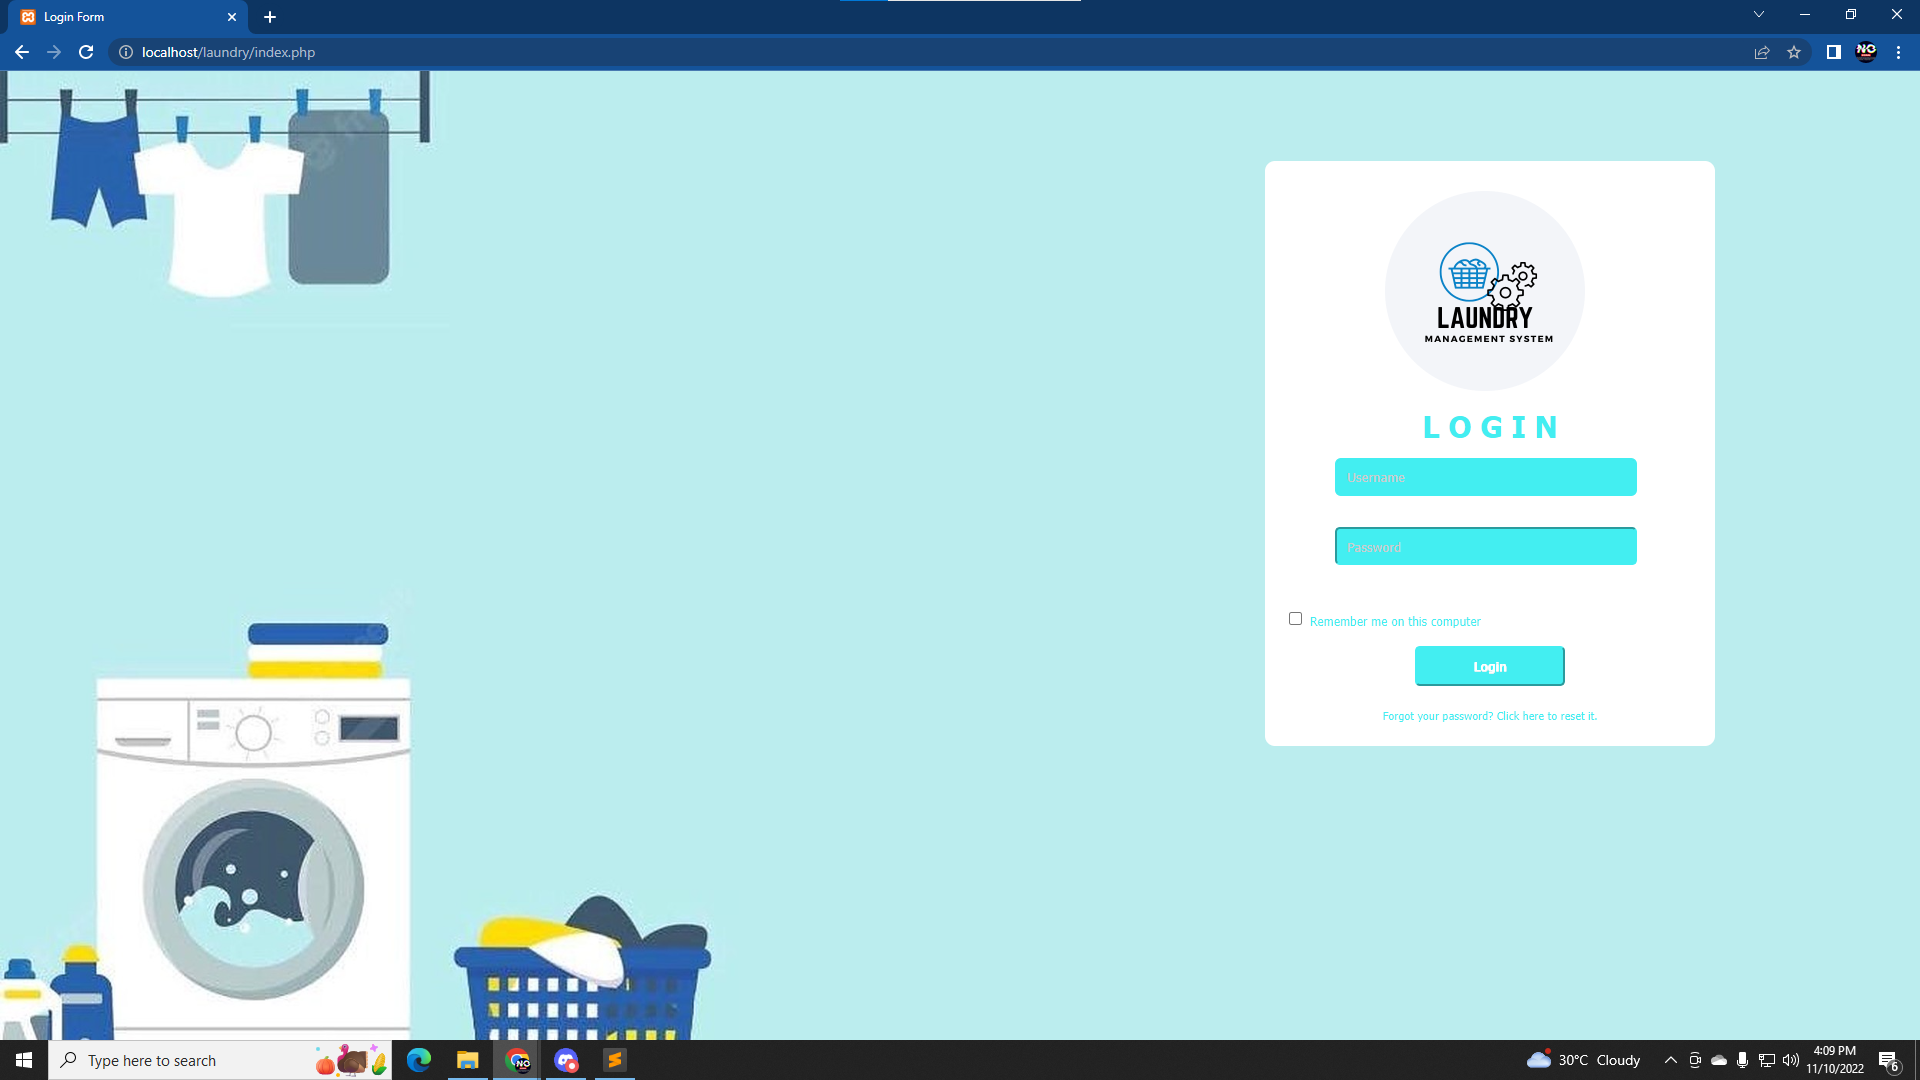 Login Form
localhost/laundry/index.php
NO
LAUNDRY
MANAGEMENT SYSTEM
LOGIN
Username
Password
Remember me on this computer
Login
Forgot your password? Click here to reset it.
Type here to search
NO
30°C Cloudy
4:09 PM
11/10/2022
6